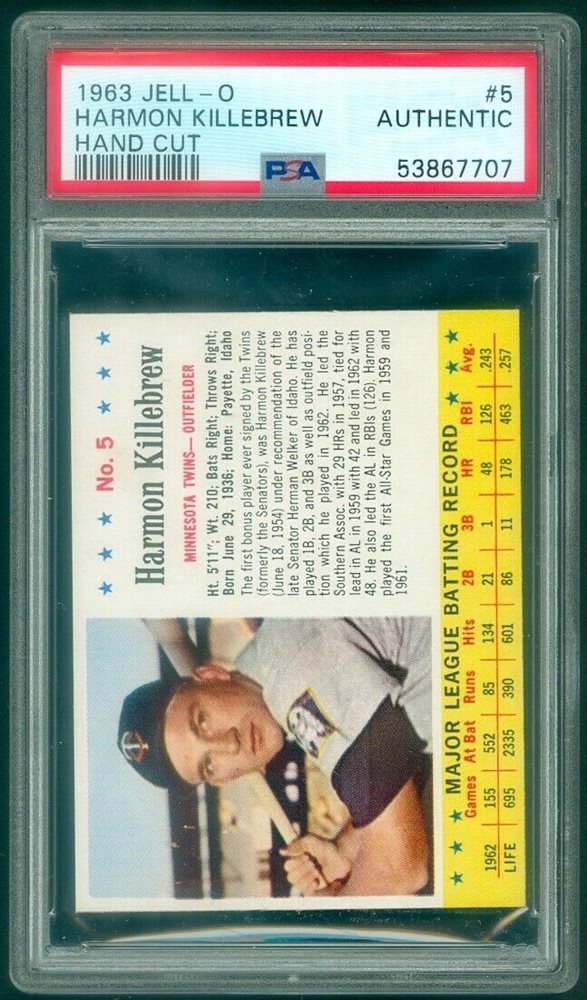 1963 JELL-O #5
HARMON KILLEBREW AUTHENTIC
HAND CUT
PSA 53867707
★ ★ ★ No. 5 ★ ★ ★
Harmon Killebrew
MINNESOTA TWINS—OUTFIELDER
Ht. 5'11"; Wt. 210; Bats Right; Throws Right;
Born June 29, 1936; Home: Payette, Idaho
The first bonus player ever signed by the Twins
(formerly the Senators), was Harmon Killebrew
(June 18, 1954) under recommendation of the
late Senator Herman Welker of Idaho. He has
played 1B, 2B, and 3B as well as outfield posi-
tion which he played in 1962. He led the
Southern Assoc. with 29 HRs in 1957, tied for
lead in AL in 1959 with 42 and led in 1962 with
48. He also led the AL in RBIs (126). Harmon
played the first All-Star Games in 1959 and
1961.
TC
★ ★ ★ MAJOR LEAGUE BATTING RECORD ★ ★ ★
Games At Bat Runs Hits 2B 3B HR RBI Avg.
1962 155 552 85 134 21 1 48 126 .243
LIFE 695 2335 390 601 86 11 178 463 .257